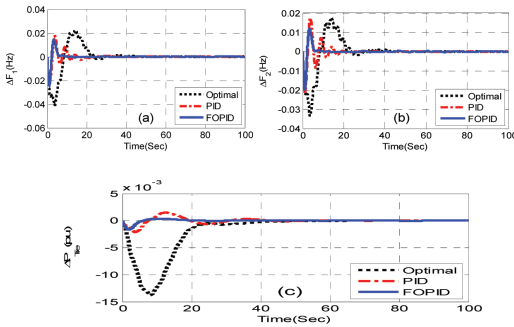 0.04
0.02
0
-0.02
-0.04
-0.06
ΔF1(Hz)
0 20 40 60 80 100
Time(Sec)
(a)
Optimal
PID
FOPID
0.02
0.01
0
-0.01
-0.02
-0.03
-0.04
ΔF2(Hz)
0 20 40 60 80 100
Time(Sec)
(b)
Optimal
PID
FOPID
x 10-3
5
0
-5
-10
-15
ΔPTie (pu)
0 20 40 60 80 100
Time(Sec)
(c)
Optimal
PID
FOPID